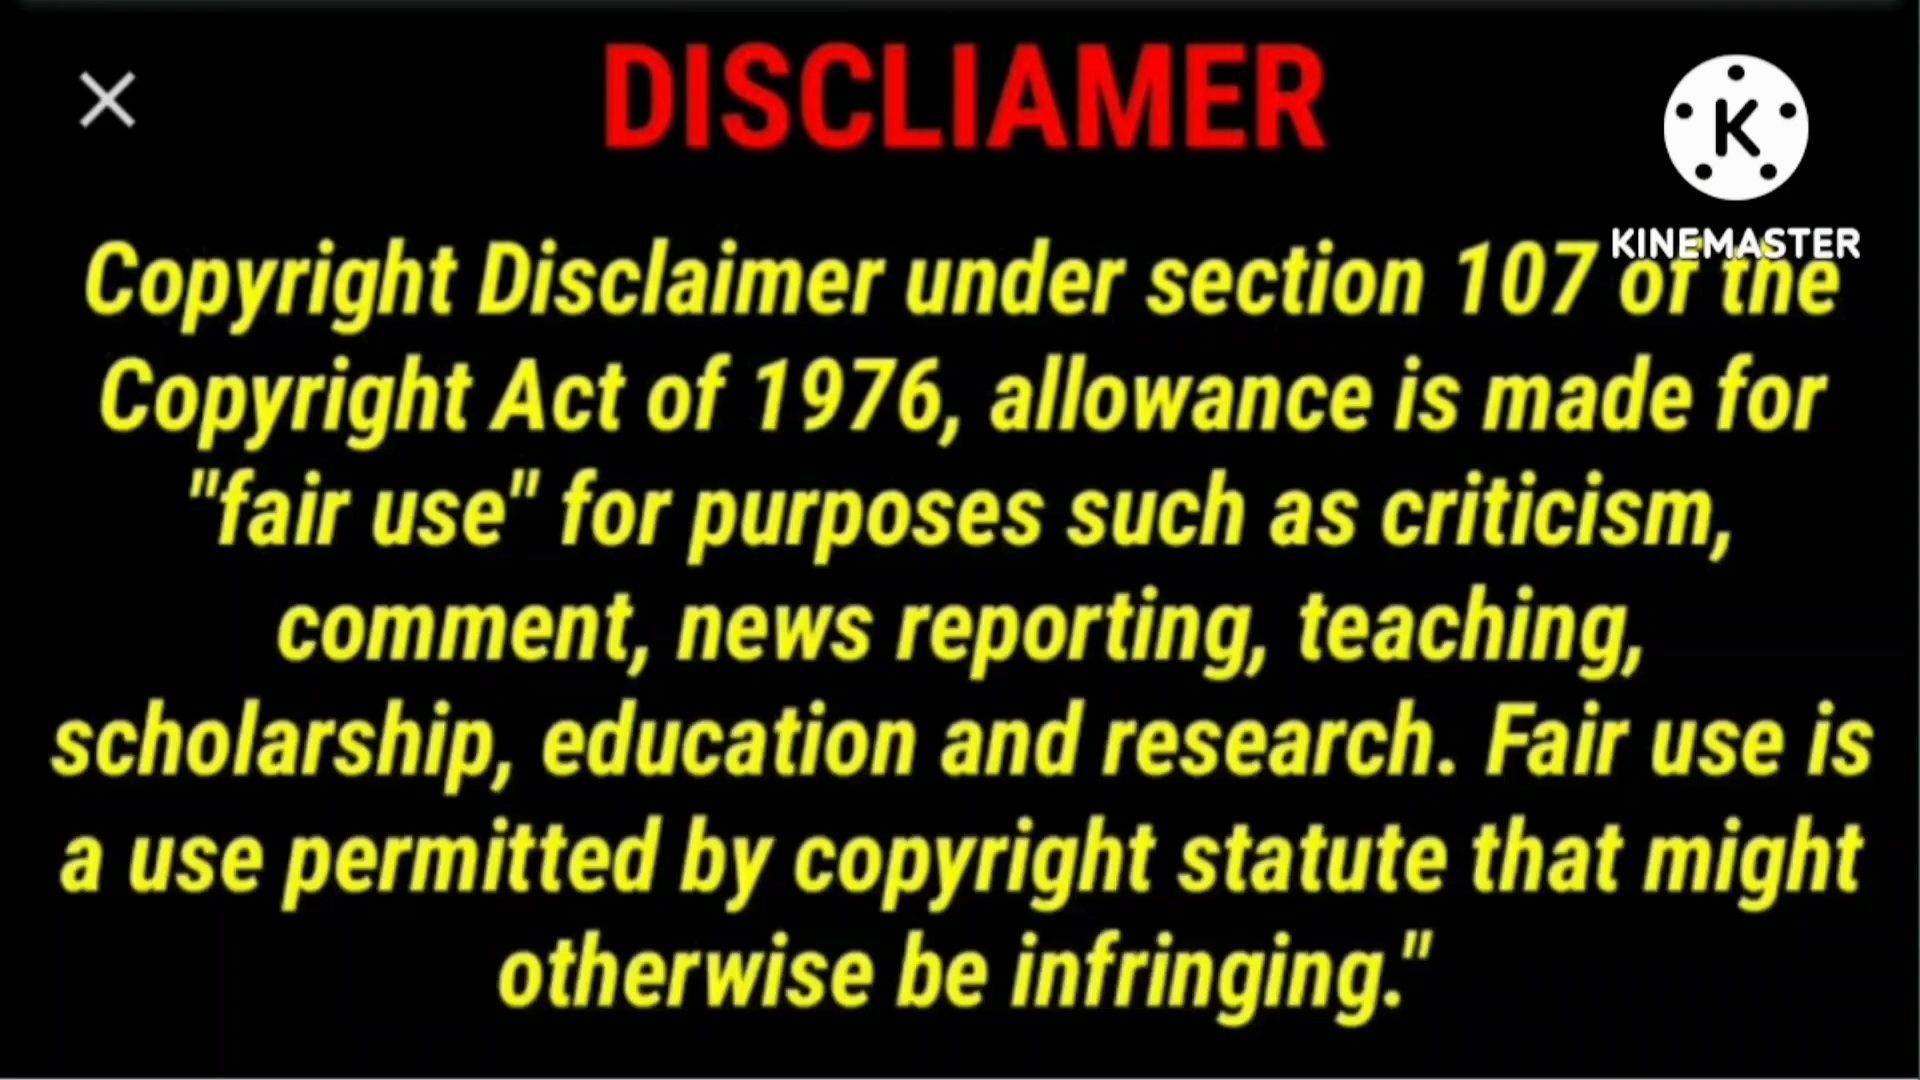 DISCLIAMER
K
KINEMASTER
Copyright Disclaimer under section 107 of the
Copyright Act of 1976, allowance is made for
"fair use" for purposes such as criticism,
comment, news reporting, teaching,
scholarship, education and research. Fair use is
a use permitted by copyright statute that might
otherwise be infringing."